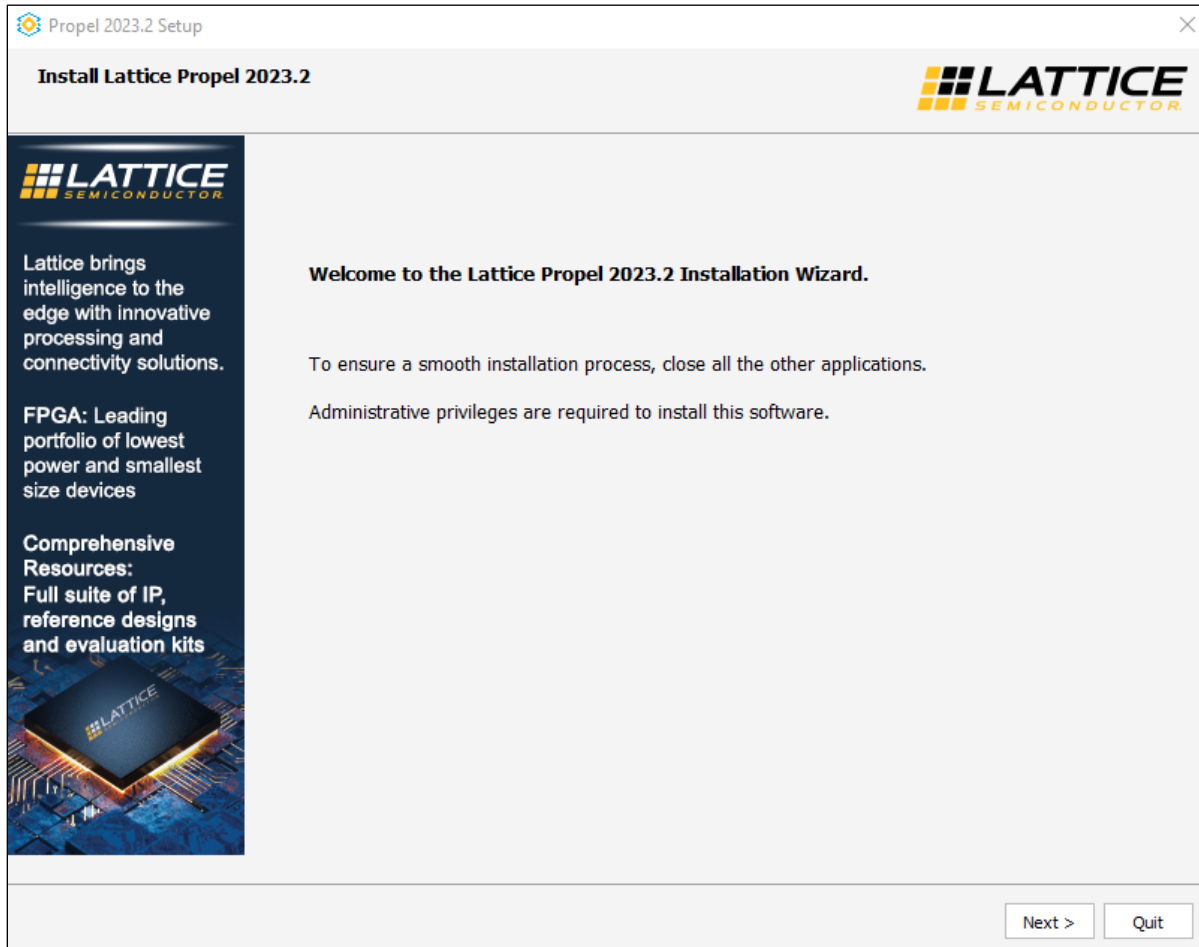 Propel 2023.2 Setup
Install Lattice Propel 2023.2
LATTICE
SEMICONDUCTOR
LATTICE
SEMICONDUCTOR
Lattice brings
intelligence to the
edge with innovative
processing and
connectivity solutions.
FPGA: Leading
portfolio of lowest
power and smallest
size devices
Comprehensive
Resources:
Full suite of IP,
reference designs
and evaluation kits
LATTICE
SEMICONDUCTOR
Welcome to the Lattice Propel 2023.2 Installation Wizard.
To ensure a smooth installation process, close all the other applications.
Administrative privileges are required to install this software.
Next >
Quit